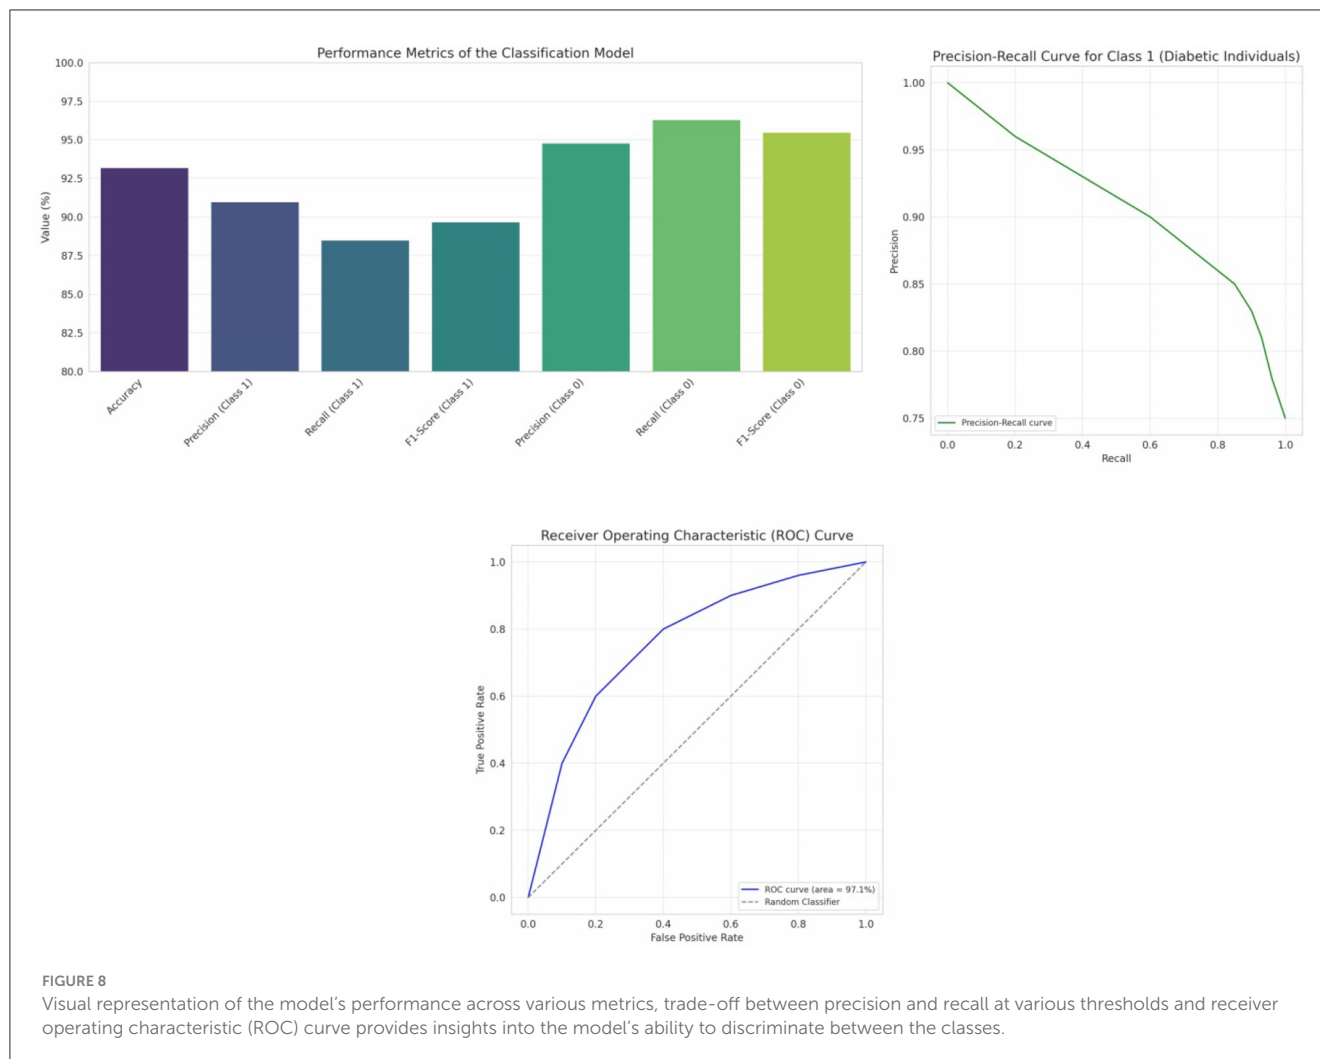 Performance Metrics of the Classification Model
100.0
97.5
95.0
92.5
90.0
87.5
85.0
82.5
80.0
Value (%)
Accuracy
Precision (Class 1)
Recall (Class 1)
F1-Score (Class 1)
Precision (Class 0)
Recall (Class 0)
F1-Score (Class 0)
Precision-Recall Curve for Class 1 (Diabetic Individuals)
1.00
0.95
0.90
0.85
0.80
0.75
Precision
Precision-Recall curve
0.0 0.2 0.4 0.6 0.8 1.0
Recall
Receiver Operating Characteristic (ROC) Curve
1.0
0.8
0.6
0.4
0.2
0.0
True Positive Rate
ROC curve (area = 97.1%)
Random Classifier
0.0 0.2 0.4 0.6 0.8 1.0
False Positive Rate
FIGURE 8
Visual representation of the model's performance across various metrics, trade-off between precision and recall at various thresholds and receiver
operating characteristic (ROC) curve provides insights into the model's ability to discriminate between the classes.